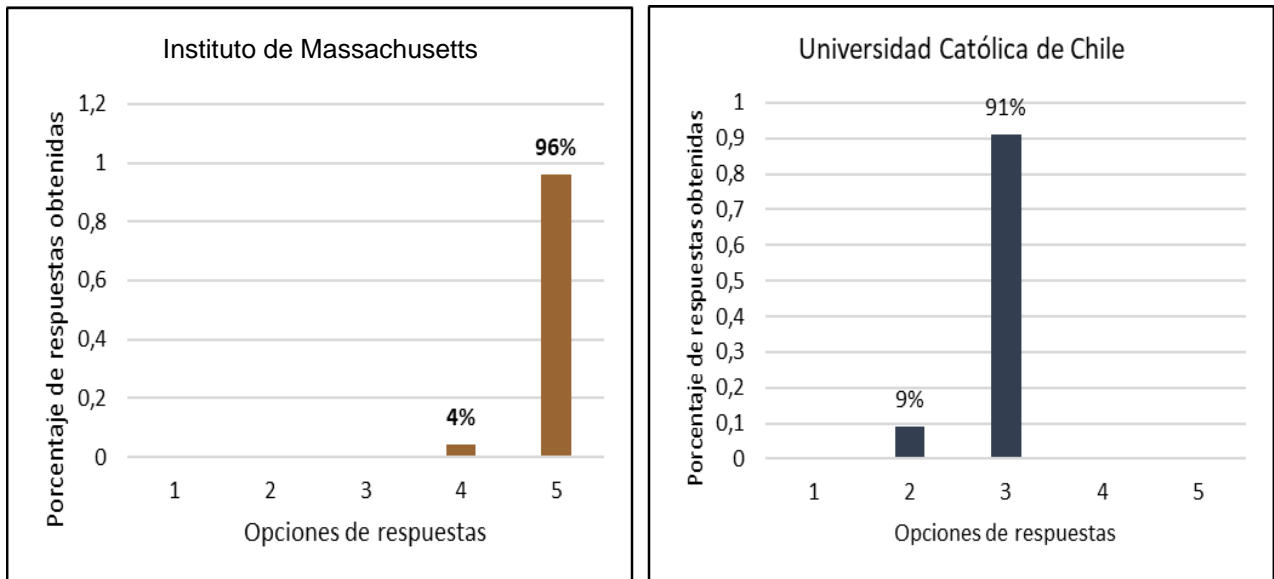 Instituto de Massachusetts
Porcentaje de respuestas obtenidas
1,2
1
0,8
0,6
0,4
0,2
0
4%
96%
1 2 3 4 5
Opciones de respuestas
Universidad Católica de Chile
Porcentaje de respuestas obtenidas
1
0,9
0,8
0,7
0,6
0,5
0,4
0,3
0,2
0,1
0
9%
91%
1 2 3 4 5
Opciones de respuestas